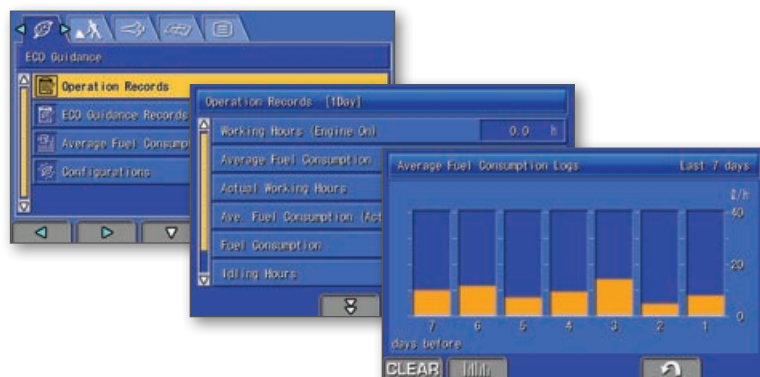 ECO Guidance
Operation Records
ECO Guidance Records
Average Fuel Consump
Configurations
Operation Records [1Day]
Working Hours (Engine On) 0.0 h
Average Fuel Consumption
Actual Working Hours
Ave. Fuel Consumption (Act
Fuel Consumption
Idling Hours
Average Fuel Consumption Logs Last 7 days
ℓ/h
40
20
0
7 6 5 4 3 2 1
days before
CLEAR